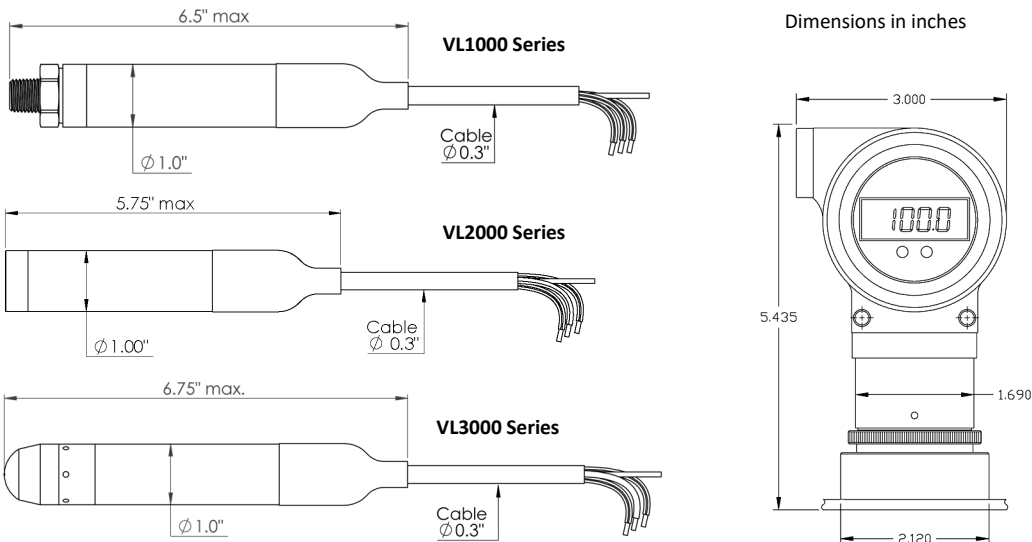 6.5" max
VL1000 Series
Cable
Ø0.3"
Ø1.0"
5.75" max
VL2000 Series
Cable
Ø 0.3"
Ø1.00"
6.75" max.
VL3000 Series
Cable
Ø0.3"
Ø1.0"
Dimensions in inches
3.000
100.0
5.435
1.690
2.120